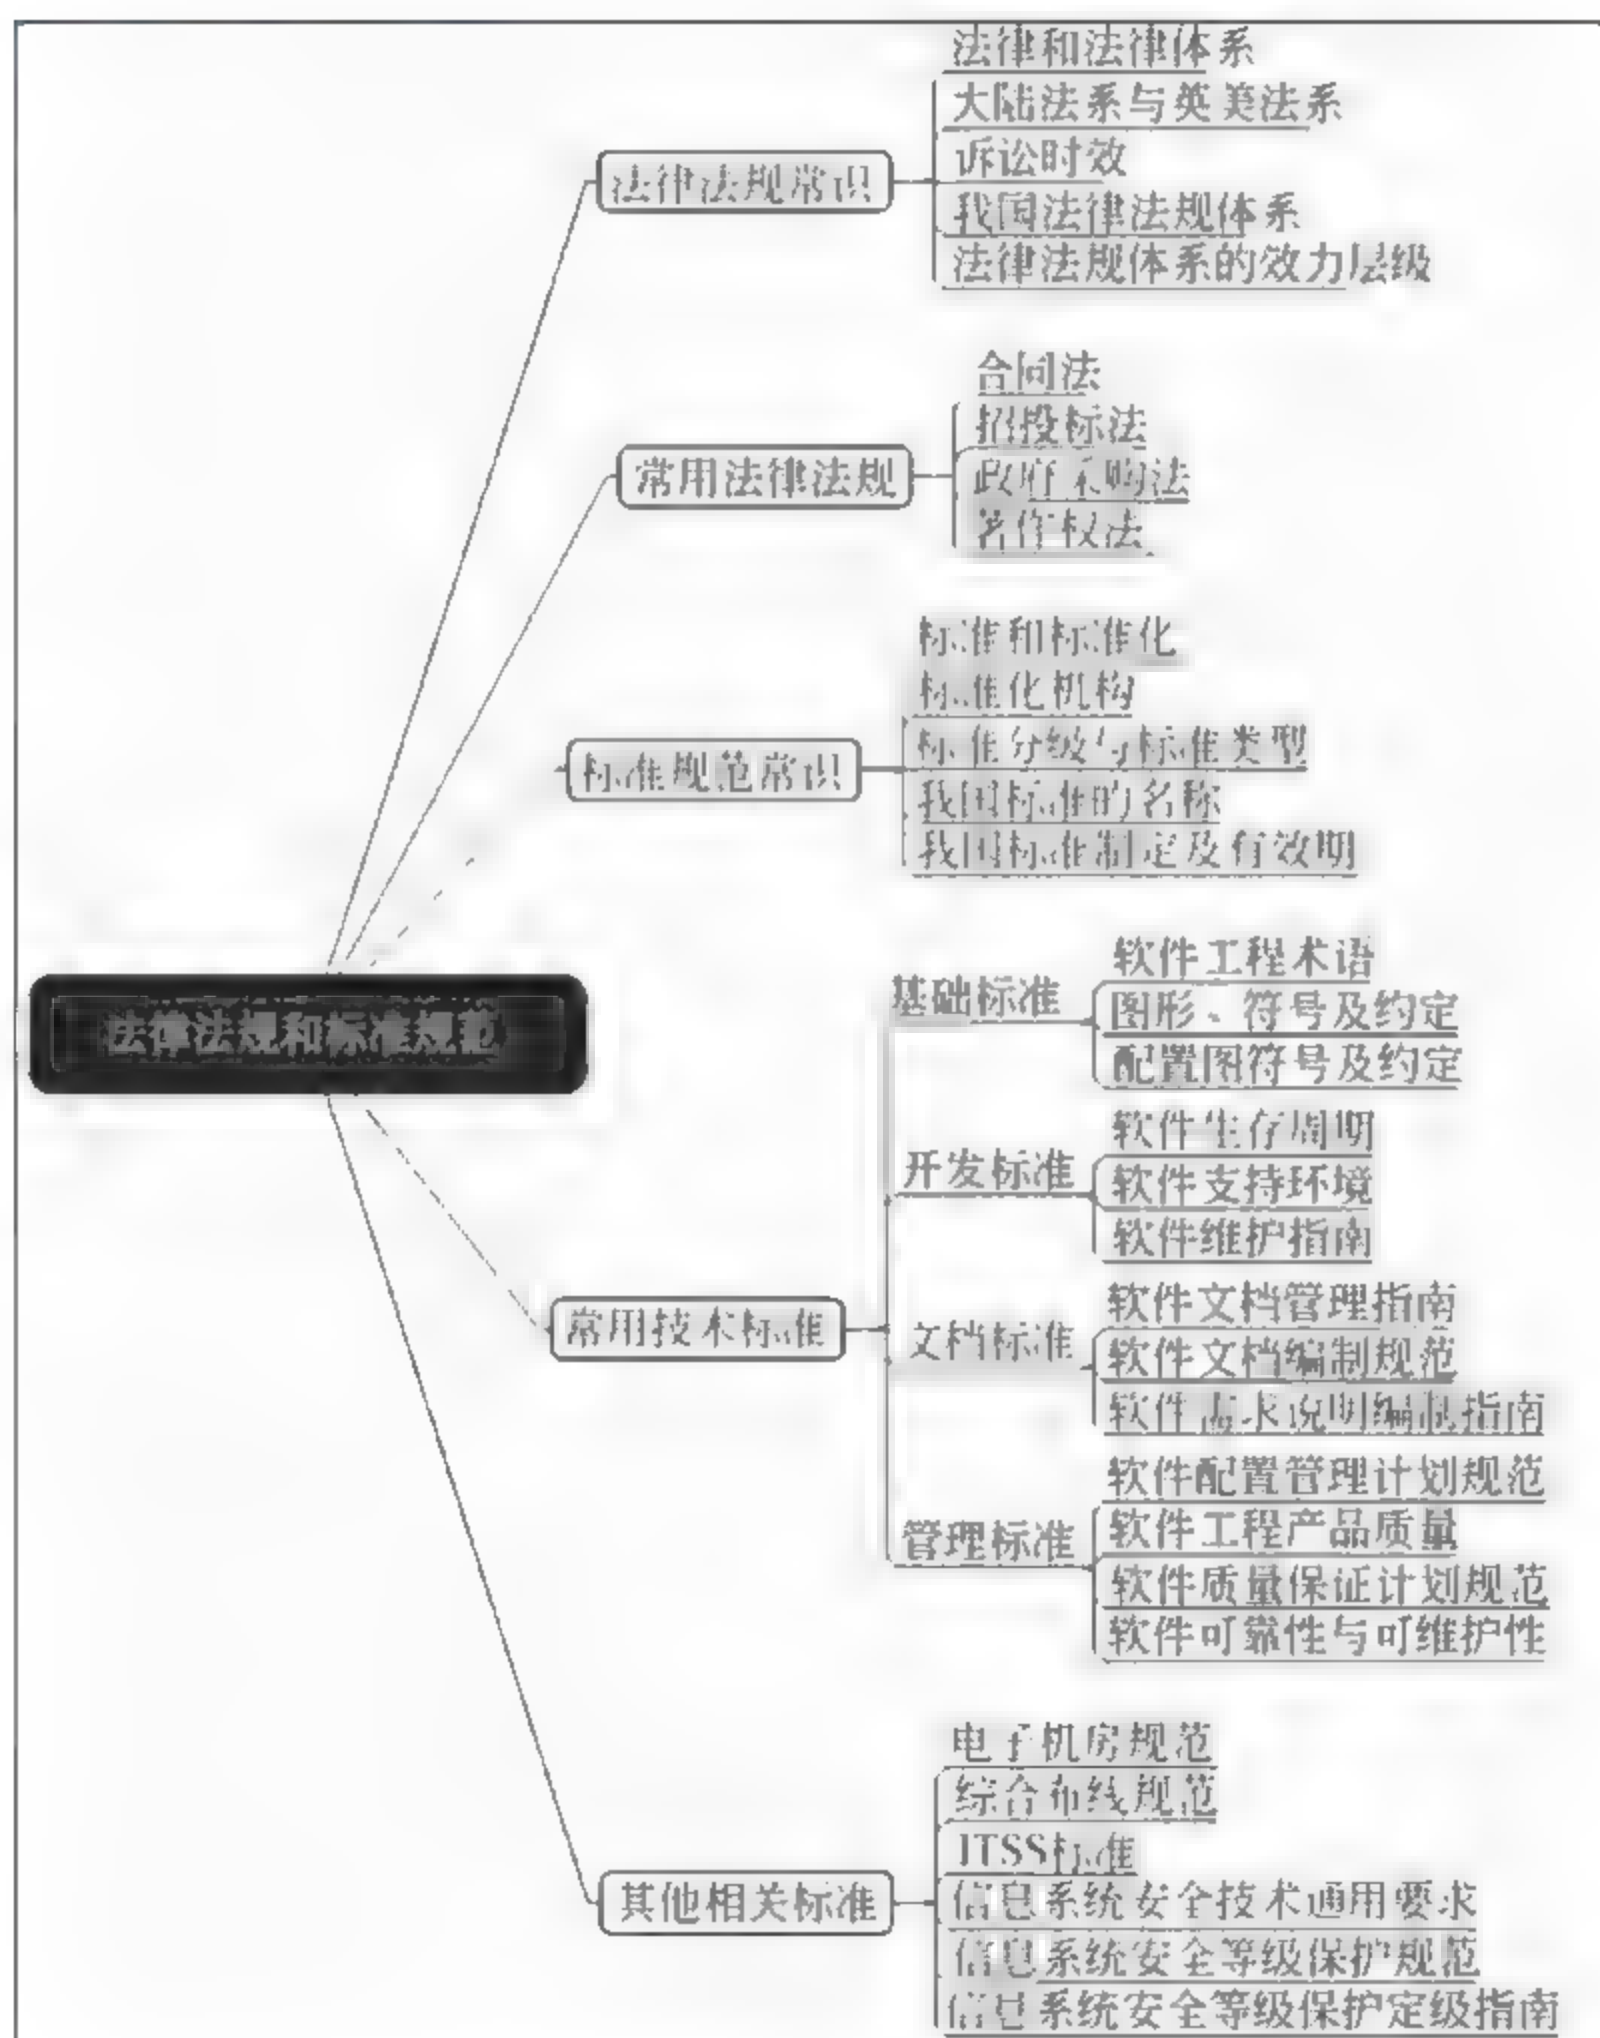 法律和法律体系
大陆法系与英美法系
诉讼时效
法律法规常识
我国法律法规体系
法律法规体系的效力层级
合同法
招投标法
常用法律法规
政府采购法
著作权法
标准和标准化
标准化机构
标准分级与标准类型
标准规范常识
我国标准的名称
我国标准制定及有效期
法律法规和标准规范
基础标准
软件工程术语
图形、符号及约定
配置图符号及约定
开发标准
软件生存周期
软件支持环境
软件维护指南
常用技术标准
文档标准
软件文档管理指南
软件文档编制规范
软件需求说明编制指南
管理标准
软件配置管理计划规范
软件工程产品质量
软件质量保证计划规范
软件可靠性与可维护性
电子机房规范
综合布线规范
ITSS标准
其他相关标准
信息系统安全技术通用要求
信息系统安全等级保护规范
信息系统安全等级保护定级指南